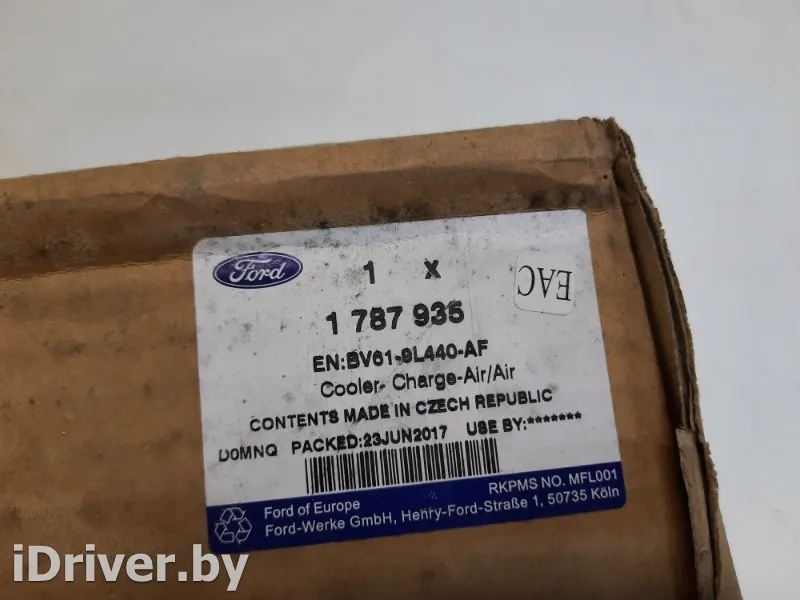 Ford
1 X
EAC
1 787 935
EN:BV61-9L440-AF
Cooler- Charge-Air/Air
CONTENTS MADE IN CZECH REPUBLIC
D0MNQ PACKED:23JUN2017 USE BY:*******
RKPMS NO. MFL001
Ford of Europe
Ford-Werke GmbH, Henry-Ford-Straße 1, 50735 Köln
iDriver.by